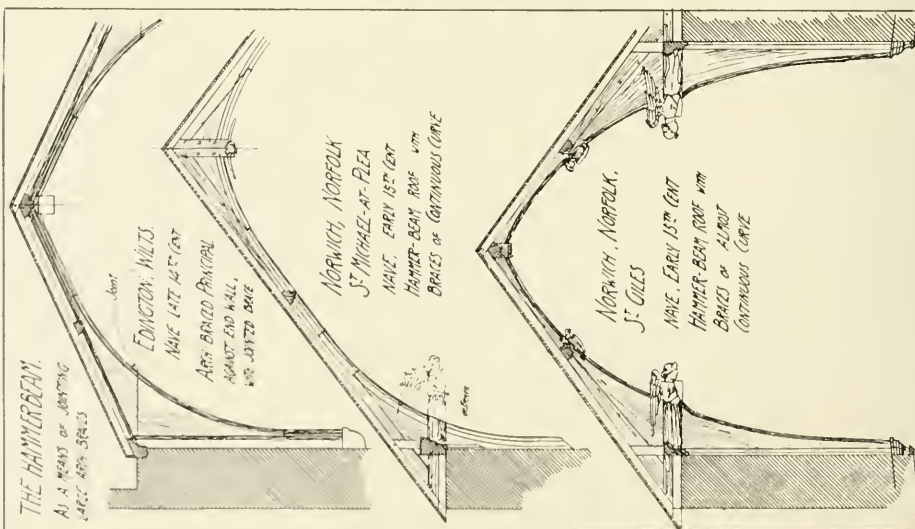 THE HAMMERBEAM.
AS A MEANS OF JOINTING
LARGE ARCH BRACES
Joint
EDINGTON, WILTS.
NAVE LATE 14TH CENT
ARCH BRACED PRINCIPAL
AGAINST END WALL,
WITH JOINTED BRACE
NORWICH, NORFOLK
ST MICHAEL-AT-PLEA
NAVE. EARLY 15TH CENT
HAMMER-BEAM ROOF WITH
BRACES OF CONTINUOUS CURVE
NORWICH. NORFOLK.
ST GILES
NAVE. EARLY 15TH CENT
HAMMER-BEAM ROOF WITH
BRACES OF ALMOST
CONTINUOUS CURVE